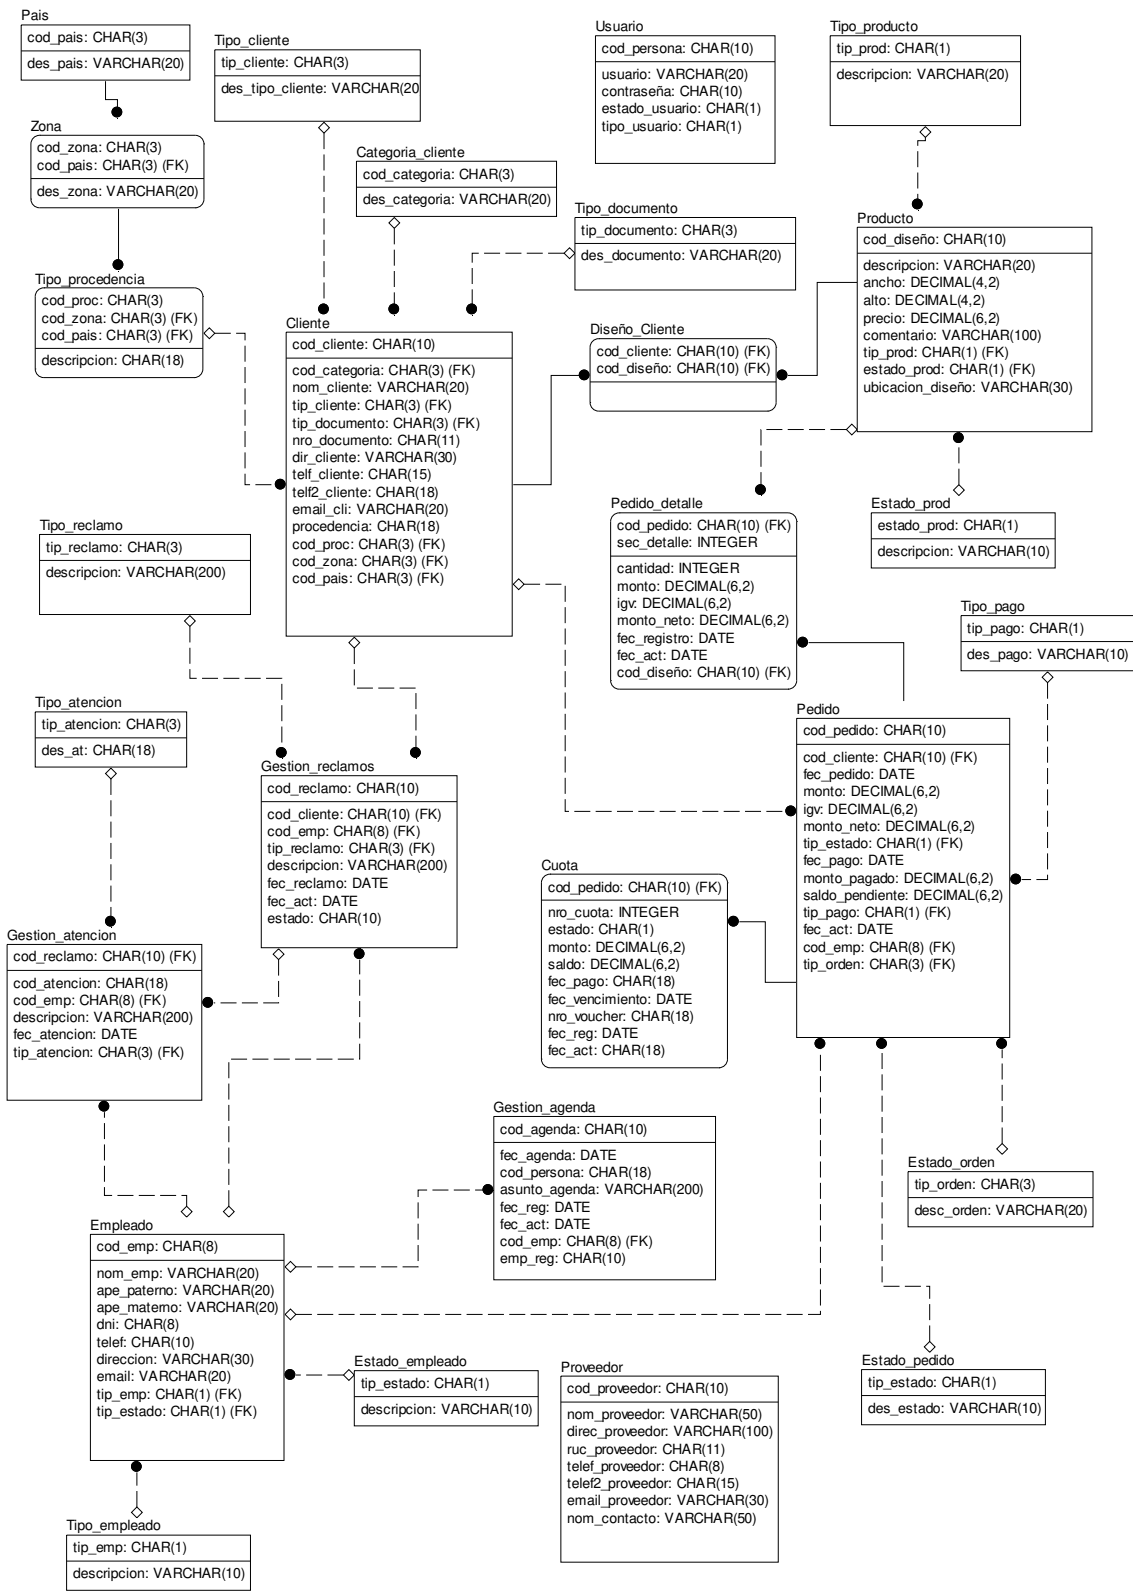 Pais
cod_pais: CHAR(3)
des_pais: VARCHAR(20)
Tipo_cliente
tip_cliente: CHAR(3)
des_tipo_cliente: VARCHAR(20
Usuario
cod_persona: CHAR(10)
usuario: VARCHAR(20)
contraseña: CHAR(10)
estado_usuario: CHAR(1)
tipo_usuario: CHAR(1)
Tipo_producto
tip_prod: CHAR(1)
descripcion: VARCHAR(20)
Zona
cod_zona: CHAR(3)
cod_pais: CHAR(3) (FK)
des_zona: VARCHAR(20)
Categoria_cliente
cod_categoria: CHAR(3)
des_categoria: VARCHAR(20)
Tipo_documento
tip_documento: CHAR(3)
des_documento: VARCHAR(20)
Producto
cod_diseño: CHAR(10)
descripcion: VARCHAR(20)
ancho: DECIMAL(4,2)
alto: DECIMAL(4,2)
precio: DECIMAL(6,2)
comentario: VARCHAR(100)
tip_prod: CHAR(1) (FK)
estado_prod: CHAR(1) (FK)
ubicacion_diseño: VARCHAR(30)
Tipo_procedencia
cod_proc: CHAR(3)
cod_zona: CHAR(3) (FK)
cod_pais: CHAR(3) (FK)
descripcion: CHAR(18)
Cliente
cod_cliente: CHAR(10)
cod_categoria: CHAR(3) (FK)
nom_cliente: VARCHAR(20)
tip_cliente: CHAR(3) (FK)
tip_documento: CHAR(3) (FK)
nro_documento: CHAR(11)
dir_cliente: VARCHAR(30)
telf_cliente: CHAR(15)
telf2_cliente: CHAR(18)
email_cli: VARCHAR(20)
procedencia: CHAR(18)
cod_proc: CHAR(3) (FK)
cod_zona: CHAR(3) (FK)
cod_pais: CHAR(3) (FK)
Diseño_Cliente
cod_cliente: CHAR(10) (FK)
cod_diseño: CHAR(10) (FK)
Pedido_detalle
cod_pedido: CHAR(10) (FK)
sec_detalle: INTEGER
cantidad: INTEGER
monto: DECIMAL(6,2)
igv: DECIMAL(6,2)
monto_neto: DECIMAL(6,2)
fec_registro: DATE
fec_act: DATE
cod_diseño: CHAR(10) (FK)
Estado_prod
estado_prod: CHAR(1)
descripcion: VARCHAR(10)
Tipo_reclamo
tip_reclamo: CHAR(3)
descripcion: VARCHAR(200)
Tipo_pago
tip_pago: CHAR(1)
des_pago: VARCHAR(10)
Tipo_atencion
tip_atencion: CHAR(3)
des_at: CHAR(18)
Pedido
cod_pedido: CHAR(10)
cod_cliente: CHAR(10) (FK)
fec_pedido: DATE
monto: DECIMAL(6,2)
igv: DECIMAL(6,2)
monto_neto: DECIMAL(6,2)
tip_estado: CHAR(1) (FK)
fec_pago: DATE
monto_pagado: DECIMAL(6,2)
saldo_pendiente: DECIMAL(6,2)
tip_pago: CHAR(1) (FK)
fec_act: DATE
cod_emp: CHAR(8) (FK)
tip_orden: CHAR(3) (FK)
Gestion_reclamos
cod_reclamo: CHAR(10)
cod_cliente: CHAR(10) (FK)
cod_emp: CHAR(8) (FK)
tip_reclamo: CHAR(3) (FK)
descripcion: VARCHAR(200)
fec_reclamo: DATE
fec_act: DATE
estado: CHAR(10)
Cuota
cod_pedido: CHAR(10) (FK)
nro_cuota: INTEGER
estado: CHAR(1)
monto: DECIMAL(6,2)
saldo: DECIMAL(6,2)
fec_pago: CHAR(18)
fec_vencimiento: DATE
nro_voucher: CHAR(18)
fec_reg: DATE
fec_act: CHAR(18)
Gestion_atencion
cod_reclamo: CHAR(10) (FK)
cod_atencion: CHAR(18)
cod_emp: CHAR(8) (FK)
descripcion: VARCHAR(200)
fec_atencion: DATE
tip_atencion: CHAR(3) (FK)
Gestion_agenda
cod_agenda: CHAR(10)
fec_agenda: DATE
cod_persona: CHAR(18)
asunto_agenda: VARCHAR(200)
fec_reg: DATE
fec_act: DATE
cod_emp: CHAR(8) (FK)
emp_reg: CHAR(10)
Estado_orden
tip_orden: CHAR(3)
desc_orden: VARCHAR(20)
Empleado
cod_emp: CHAR(8)
nom_emp: VARCHAR(20)
ape_paterno: VARCHAR(20)
ape_materno: VARCHAR(20)
dni: CHAR(8)
telef: CHAR(10)
direccion: VARCHAR(30)
email: VARCHAR(20)
tip_emp: CHAR(1) (FK)
tip_estado: CHAR(1) (FK)
Estado_empleado
tip_estado: CHAR(1)
descripcion: VARCHAR(10)
Proveedor
cod_proveedor: CHAR(10)
nom_proveedor: VARCHAR(50)
direc_proveedor: VARCHAR(100)
ruc_proveedor: CHAR(11)
telef_proveedor: CHAR(8)
telef2_proveedor: CHAR(15)
email_proveedor: VARCHAR(30)
nom_contacto: VARCHAR(50)
Estado_pedido
tip_estado: CHAR(1)
des_estado: VARCHAR(10)
Tipo_empleado
tip_emp: CHAR(1)
descripcion: VARCHAR(10)